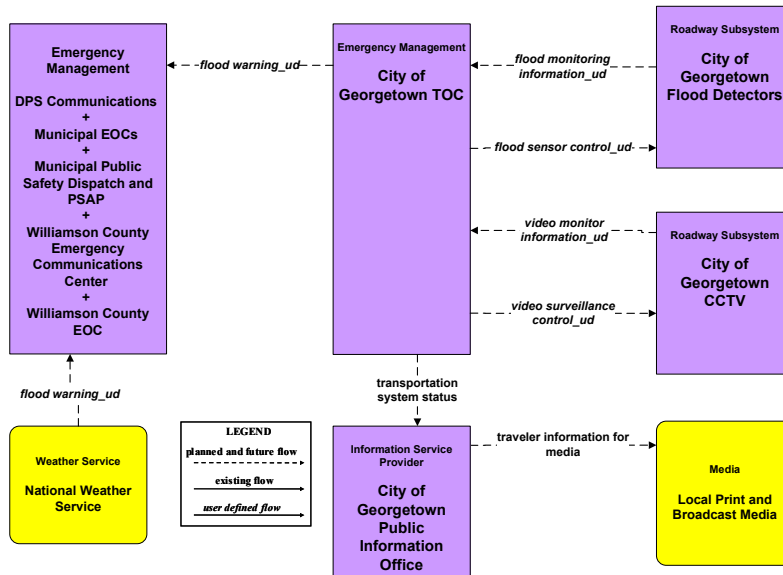 Emergency
Management
DPS Communications
+
Municipal EOCs
+
Municipal Public
Safety Dispatch and
PSAP
+
Williamson County
Emergency
Communications
Center
+
Williamson County
EOC
flood warning_ud
Emergency Management
City of
Georgetown TOC
flood monitoring
information_ud
Roadway Subsystem
City of
Georgetown
Flood Detectors
flood sensor control_ud
video monitor
information_ud
Roadway Subsystem
City of
Georgetown
CCTV
video surveillance
control_ud
flood warning_ud
transportation
system status
Weather Service
National Weather
Service
LEGEND
planned and future flow
existing flow
user defined flow
Information Service
Provider
City of
Georgetown
Public
Information
Office
traveler information for
media
Media
Local Print and
Broadcast Media